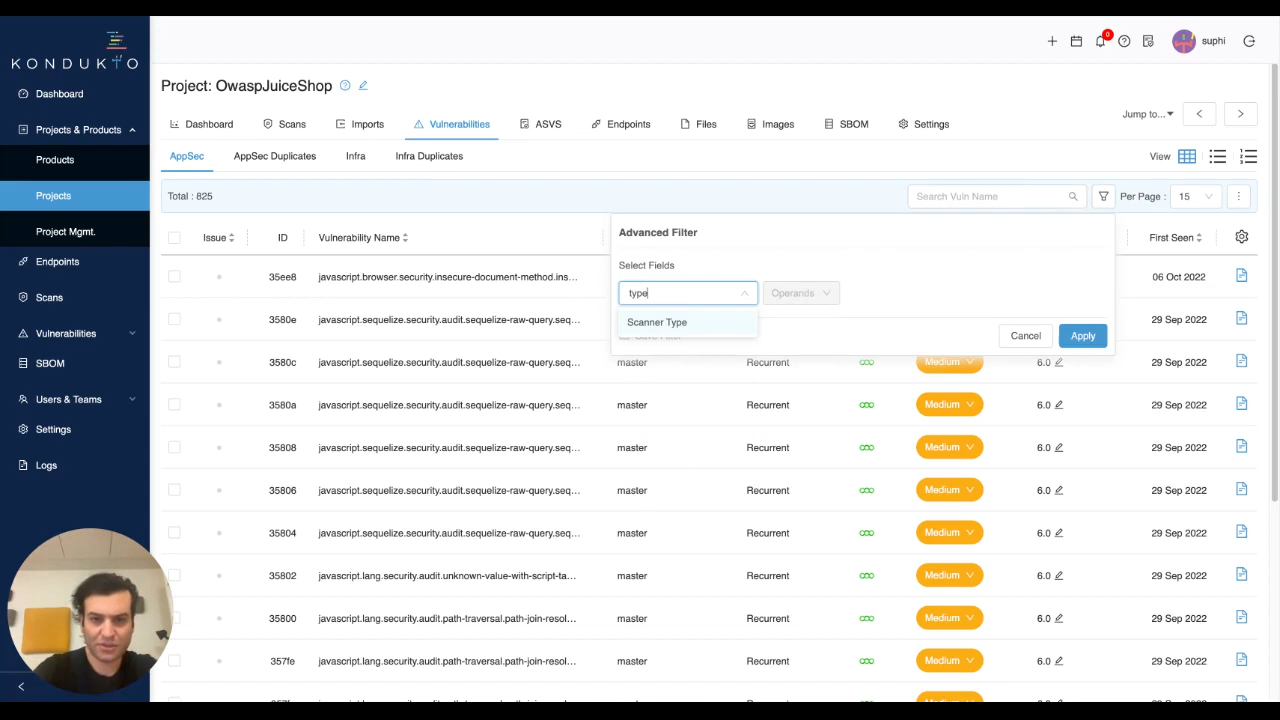 KONDUKTO
0
suphi
Dashboard
Projects & Products
Products
Projects
Project Mgmt.
Endpoints
Scans
Vulnerabilities
SBOM
Users & Teams
Settings
Logs
Project: OwaspJuiceShop
Dashboard Scans Imports Vulnerabilities ASVS Endpoints Files Images SBOM Settings
Jump to...
AppSec AppSec Duplicates Infra Infra Duplicates
View
Total : 825
Search Vuln Name
Per Page : 15
Issue ID Vulnerability Name First Seen
Advanced Filter
Select Fields
type Operands
Scanner Type
Save Filter
Cancel Apply
35ee8 javascript.browser.security.insecure-document-method.ins... 06 Oct 2022
3580e javascript.sequelize.security.audit.sequelize-raw-query.seq... 29 Sep 2022
3580c javascript.sequelize.security.audit.sequelize-raw-query.seq... master Recurrent Medium 6.0 29 Sep 2022
3580a javascript.sequelize.security.audit.sequelize-raw-query.seq... master Recurrent Medium 6.0 29 Sep 2022
35808 javascript.sequelize.security.audit.sequelize-raw-query.seq... master Recurrent Medium 6.0 29 Sep 2022
35806 javascript.sequelize.security.audit.sequelize-raw-query.seq... master Recurrent Medium 6.0 29 Sep 2022
35804 javascript.sequelize.security.audit.sequelize-raw-query.seq... master Recurrent Medium 6.0 29 Sep 2022
35802 javascript.lang.security.audit.unknown-value-with-script-ta... master Recurrent Medium 6.0 29 Sep 2022
35800 javascript.lang.security.audit.path-traversal.path-join-resol... master Recurrent Medium 6.0 29 Sep 2022
357fe javascript.lang.security.audit.path-traversal.path-join-resol... master Recurrent Medium 6.0 29 Sep 2022